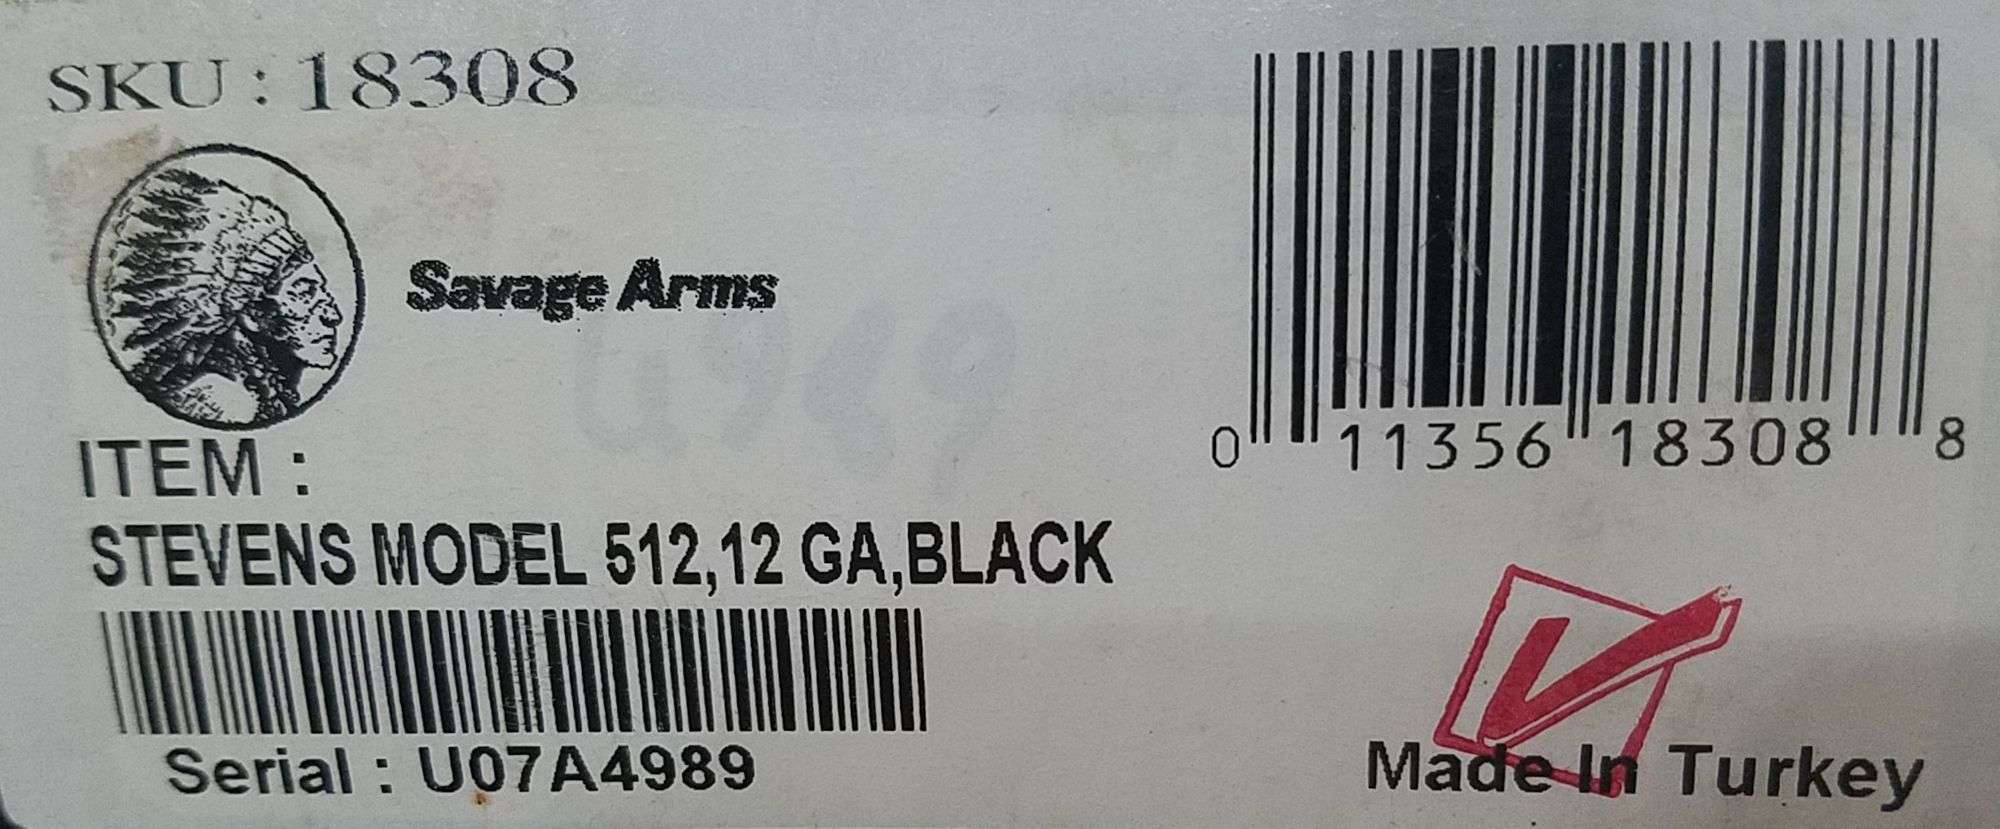 SKU : 18308
Savage Arms
ITEM :
STEVENS MODEL 512,12 GA,BLACK
Serial : U07A4989
0 11356 18308 8
Made In Turkey